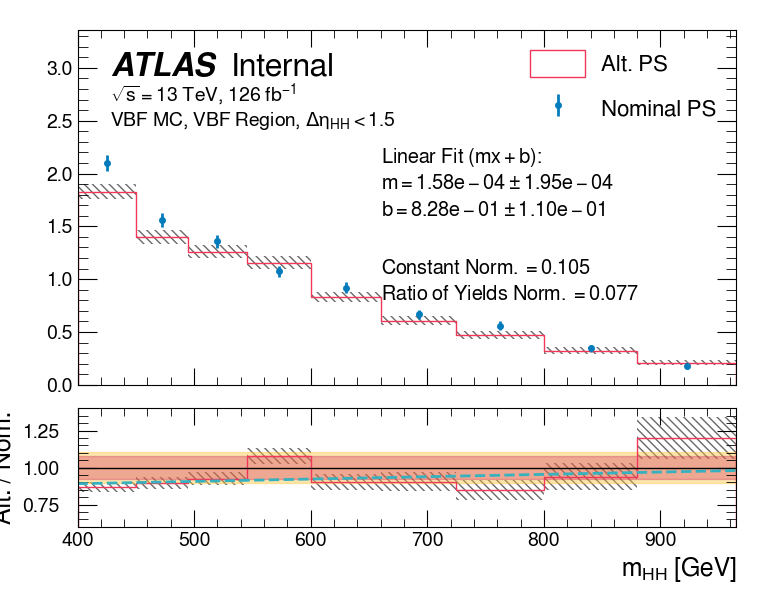 ATLAS Internal
√s = 13 TeV, 126 fb⁻¹
VBF MC, VBF Region, Δη_HH < 1.5
Alt. PS
Nominal PS
Linear Fit (mx + b):
m = 1.58e − 04 ± 1.95e − 04
b = 8.28e − 01 ± 1.10e − 01
Constant Norm. = 0.105
Ratio of Yields Norm. = 0.077
3.0
2.5
2.0
1.5
1.0
0.5
0.0
Alt. / Nom.
1.25
1.00
0.75
400 500 600 700 800 900
m_HH [GeV]